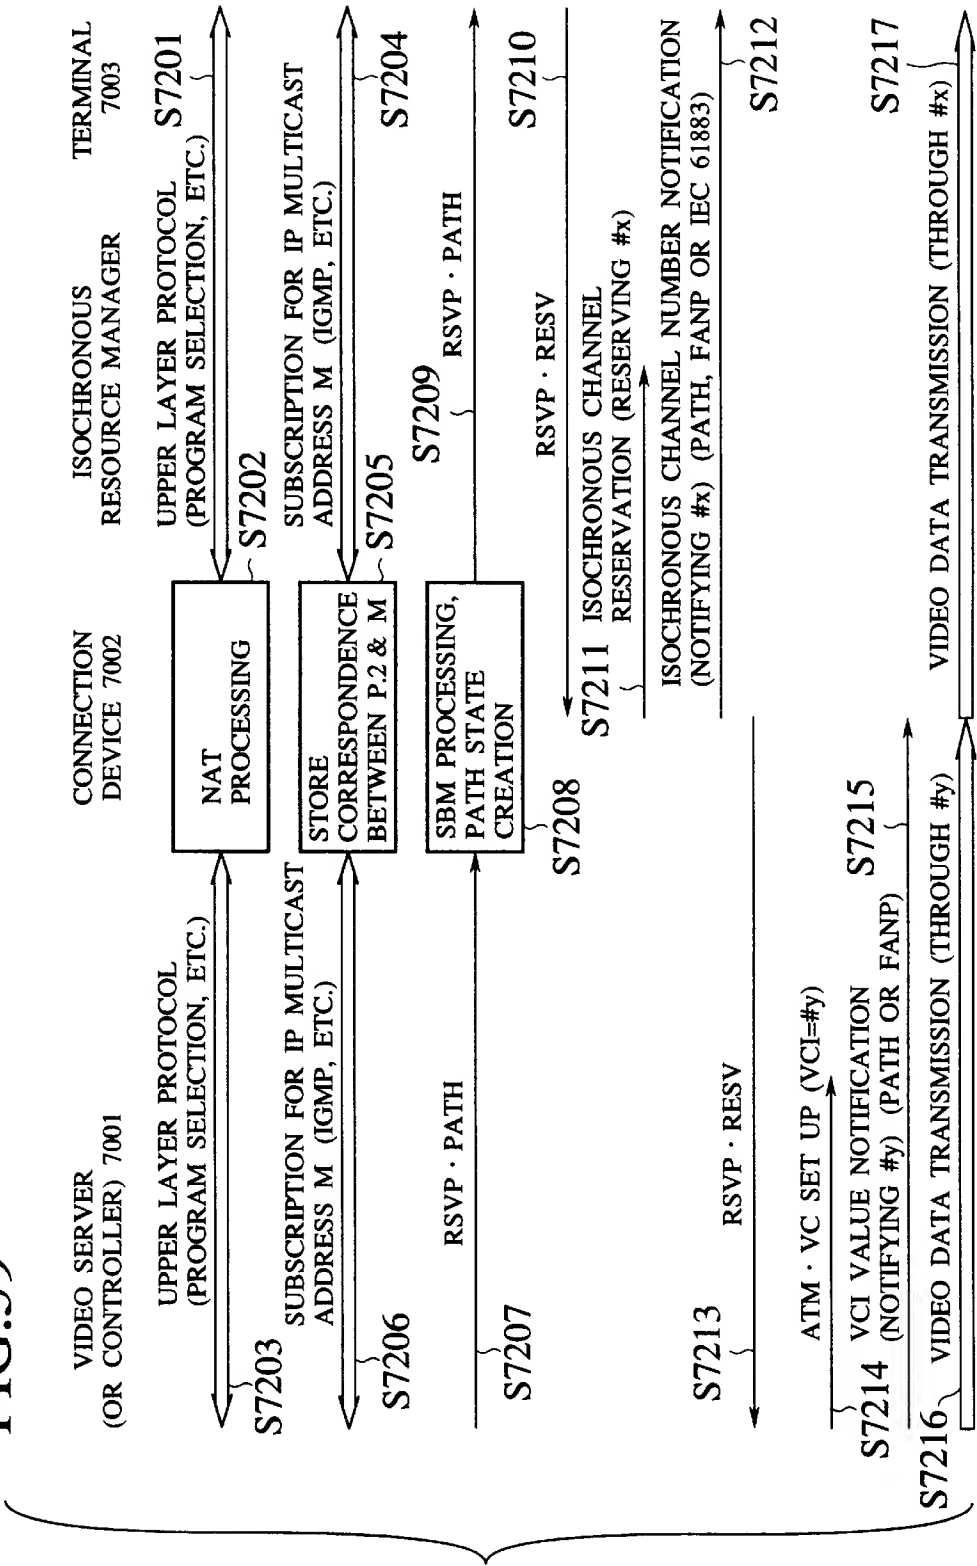 VIDEO SERVER
(OR CONTROLLER) 7001
CONNECTION
DEVICE 7002
ISOCHRONOUS
RESOURCE MANAGER
TERMINAL
7003
UPPER LAYER PROTOCOL
(PROGRAM SELECTION, ETC.)
S7203
NAT
PROCESSING
S7202
UPPER LAYER PROTOCOL
(PROGRAM SELECTION, ETC.)
S7201
SUBSCRIPTION FOR IP MULTICAST
ADDRESS M (IGMP, ETC.)
S7206
STORE
CORRESPONDENCE
BETWEEN P.2 & M
S7205
SUBSCRIPTION FOR IP MULTICAST
ADDRESS M (IGMP, ETC.)
S7204
RSVP · PATH
S7207
SBM PROCESSING,
PATH STATE
CREATION
S7208
S7209
RSVP · PATH
RSVP · RESV
S7210
S7211
ISOCHRONOUS CHANNEL
RESERVATION (RESERVING #x)
ISOCHRONOUS CHANNEL NUMBER NOTIFICATION
(NOTIFYING #x) (PATH, FANP OR IEC 61883)
S7212
S7213
RSVP · RESV
ATM · VC SET UP (VCI=#y)
S7214
VCI VALUE NOTIFICATION
(NOTIFYING #y) (PATH OR FANP)
S7215
S7216
VIDEO DATA TRANSMISSION (THROUGH #y)
VIDEO DATA TRANSMISSION (THROUGH #x)
S7217